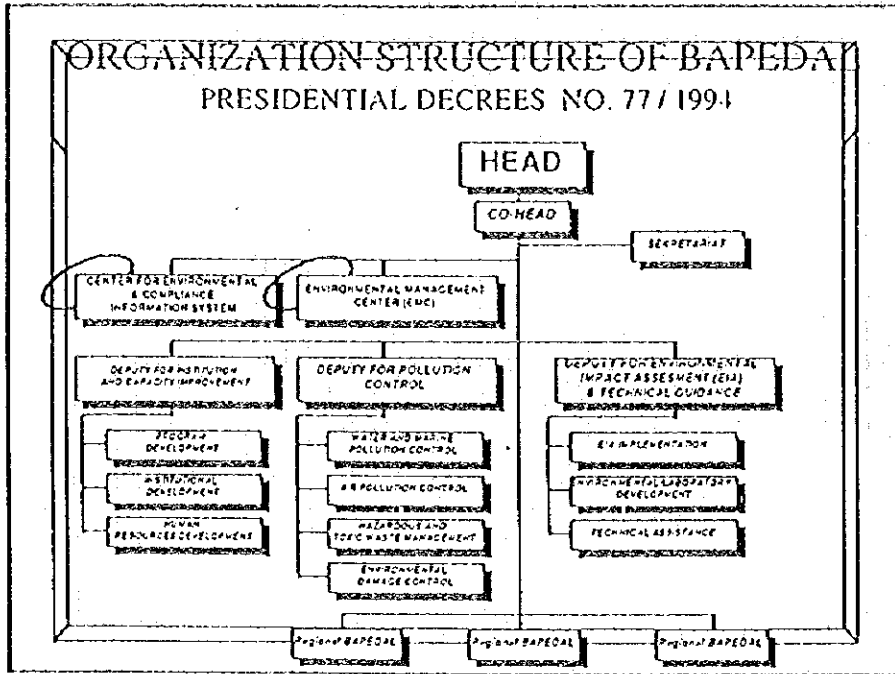 ORGANIZATION STRUCTURE OF BAPEDAL
PRESIDENTIAL DECREES NO. 77 / 1994
HEAD
CO-HEAD
SEKRETARIAT
CENTER FOR ENVIRONMENTAL
& COMPLIANCE
INFORMATION SYSTEM
ENVIRONMENTAL MANAGEMENT
CENTER (EMC)
DEPUTY FOR INSTITUTION
AND CAPACITY IMPROVEMENT
DEPUTY FOR POLLUTION
CONTROL
DEPUTY FOR ENVIRONMENTAL
IMPACT ASSESMENT (EIA)
& TECHNICAL GUIDANCE
PROGRAM
DEVELOPMENT
INSTITUTIONAL
DEVELOPMENT
HUMAN
RESOURCES DEVELOPMENT
WATER AND MARINE
POLLUTION CONTROL
AIR POLLUTION CONTROL
HAZARDOUS AND
TOXIC WASTE MANAGEMENT
ENVIRONMENTAL
DAMAGE CONTROL
EIA IMPLEMENTATION
ENVIRONMENTAL LABORATORY
DEVELOPMENT
TECHNICAL ASSISTANCE
Regional BAPEDAL
Regional BAPEDAL
Regional BAPEDAL